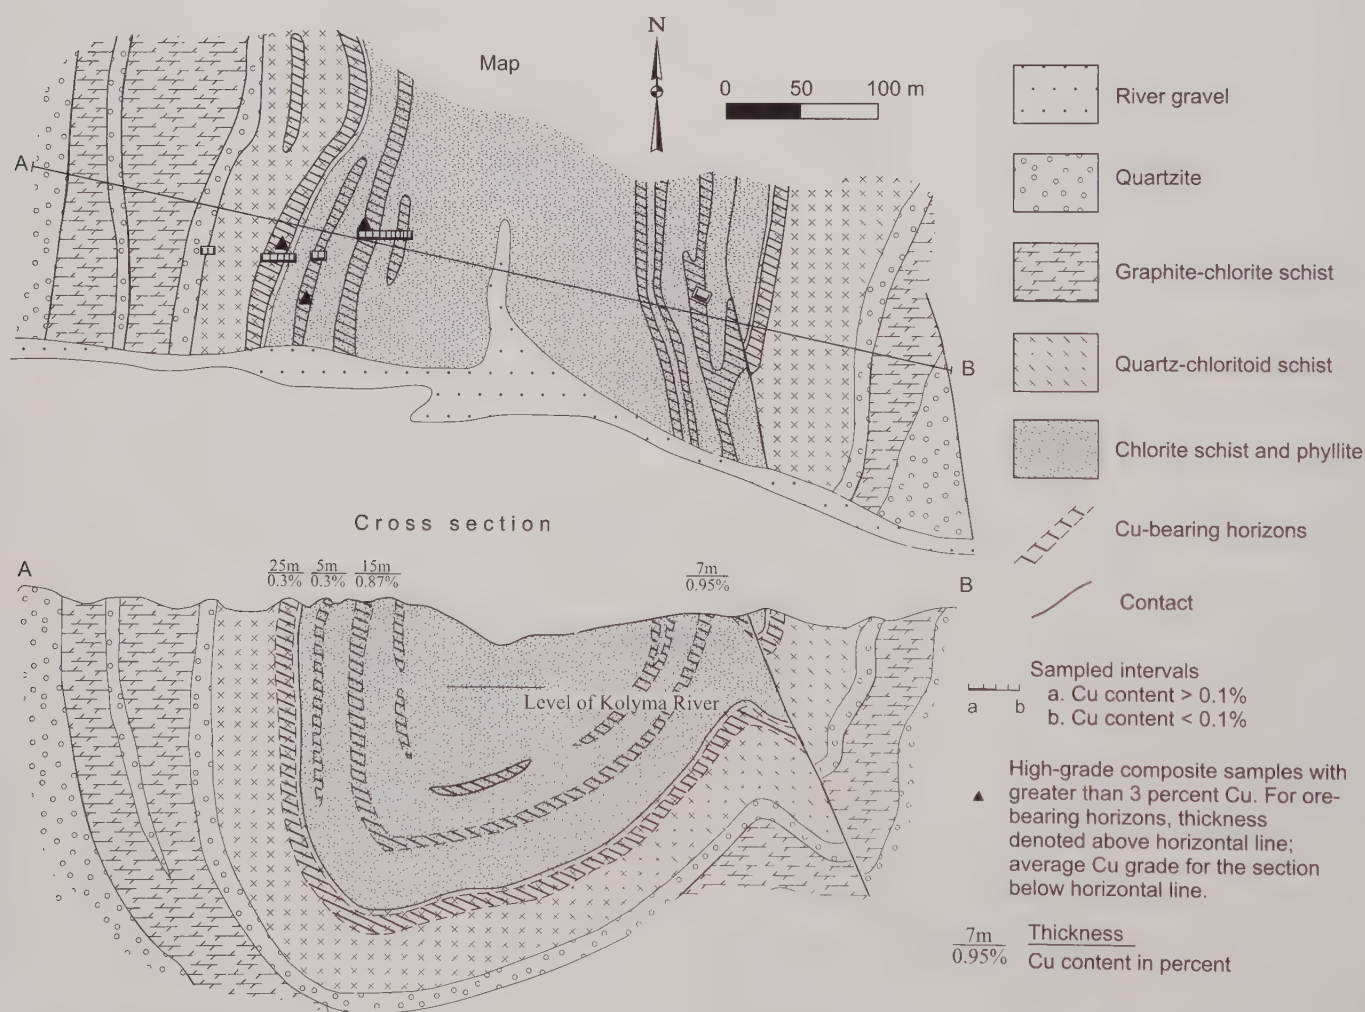 Map
N
0 50 100 m
A
B
Cross section
A
25m 5m 15m 7m
0.3% 0.3% 0.87% 0.95%
B
Level of Kolyma River
River gravel
Quartzite
Graphite-chlorite schist
Quartz-chloritoid schist
Chlorite schist and phyllite
Cu-bearing horizons
Contact
Sampled intervals
a b
a. Cu content > 0.1%
b. Cu content < 0.1%
High-grade composite samples with
greater than 3 percent Cu. For ore-
bearing horizons, thickness
denoted above horizontal line;
average Cu grade for the section
below horizontal line.
7m Thickness
0.95% Cu content in percent